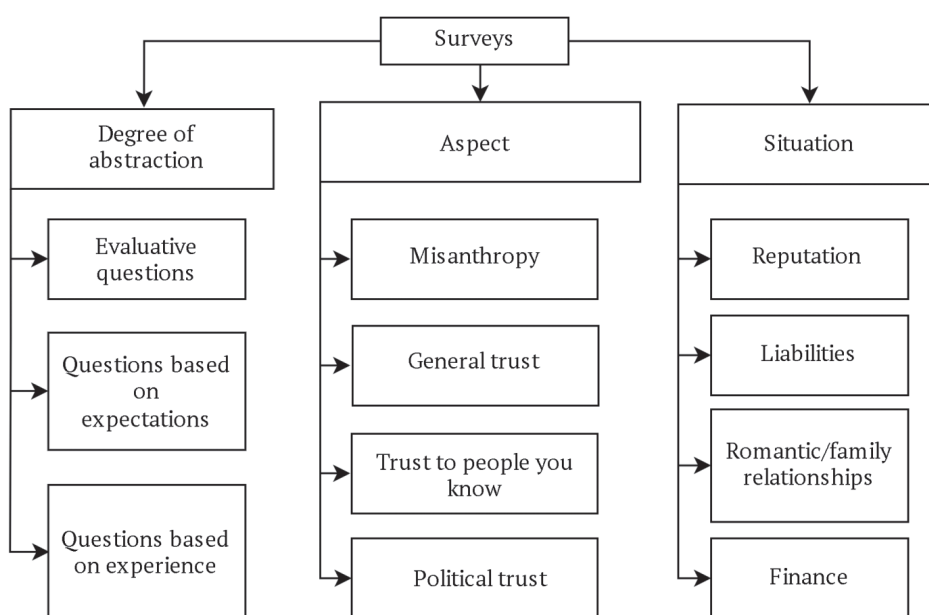 Surveys
Degree of
abstraction
Evaluative
questions
Questions based
on
expectations
Questions based
on experience
Aspect
Misanthropy
General trust
Trust to people you
know
Political trust
Situation
Reputation
Liabilities
Romantic/family
relationships
Finance